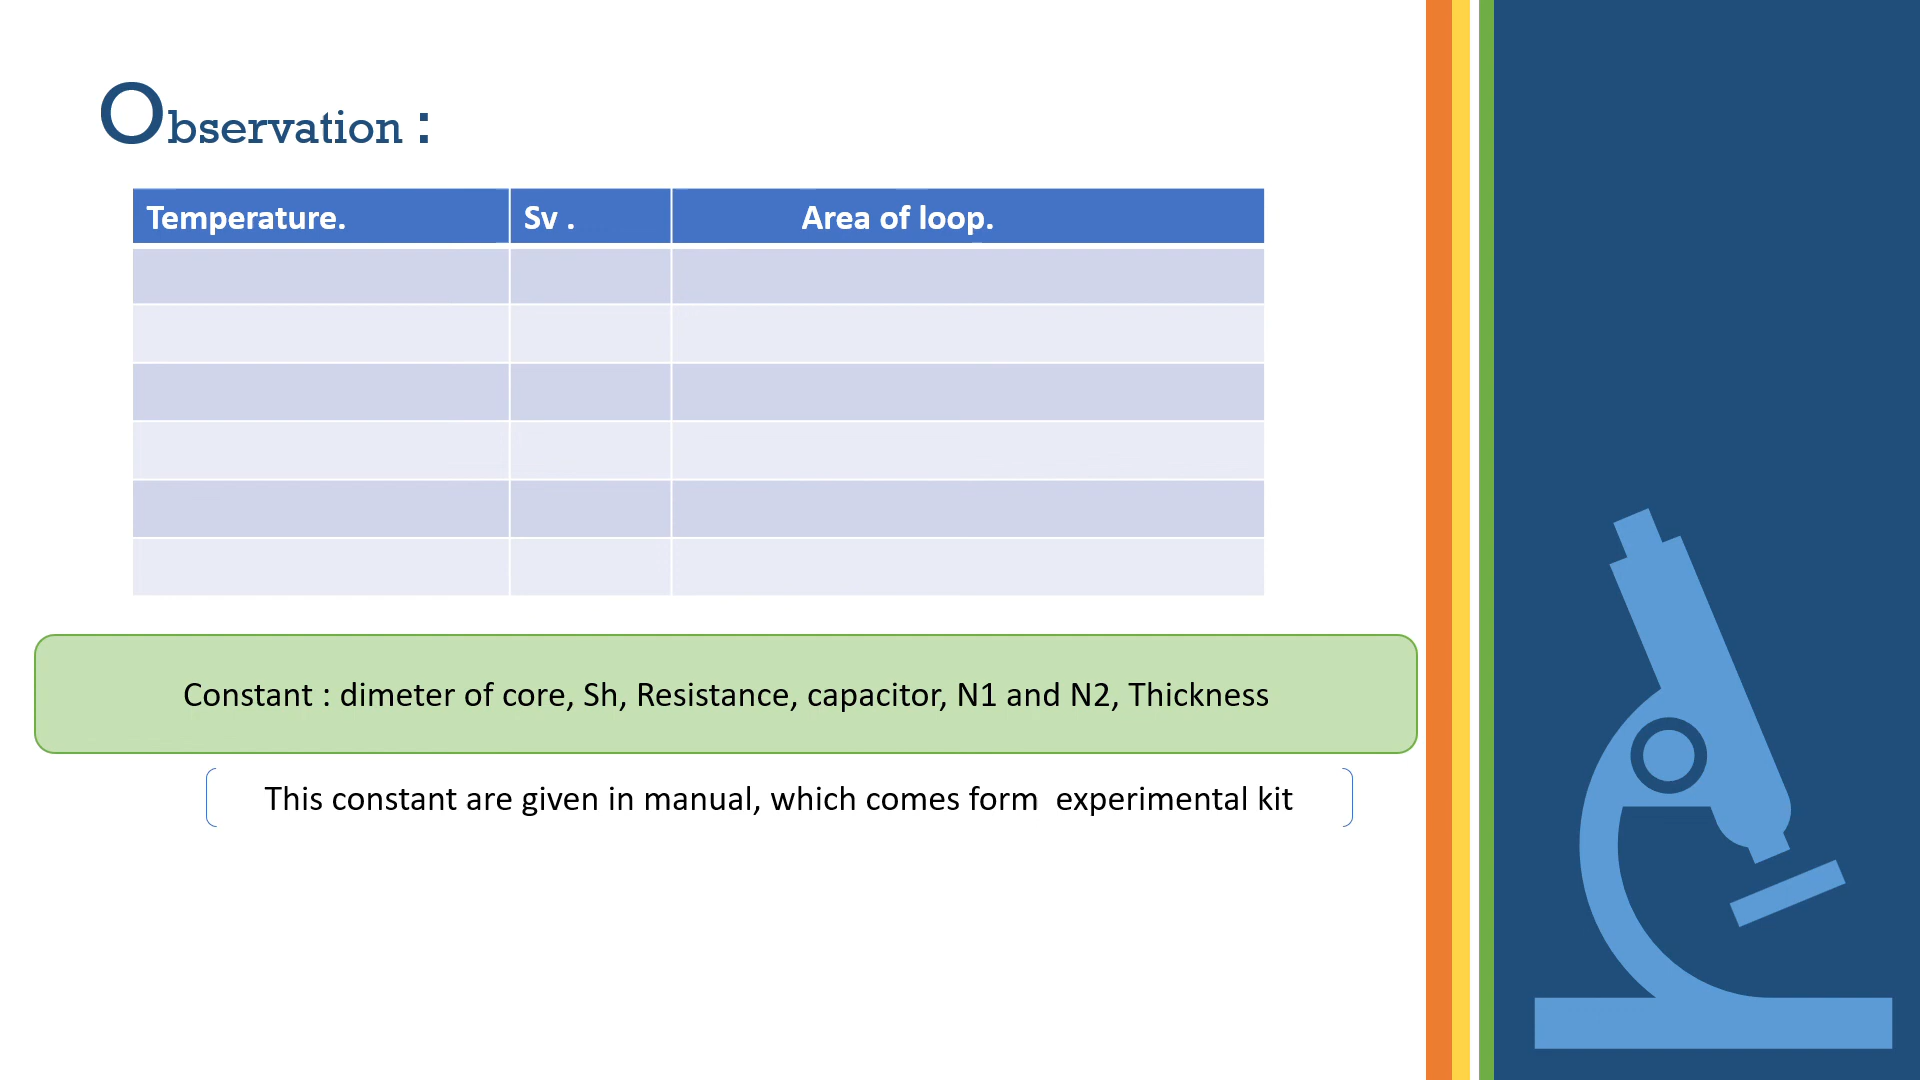 Observation :
Temperature. Sv . Area of loop.
Constant : dimeter of core, Sh, Resistance, capacitor, N1 and N2, Thickness
This constant are given in manual, which comes form experimental kit